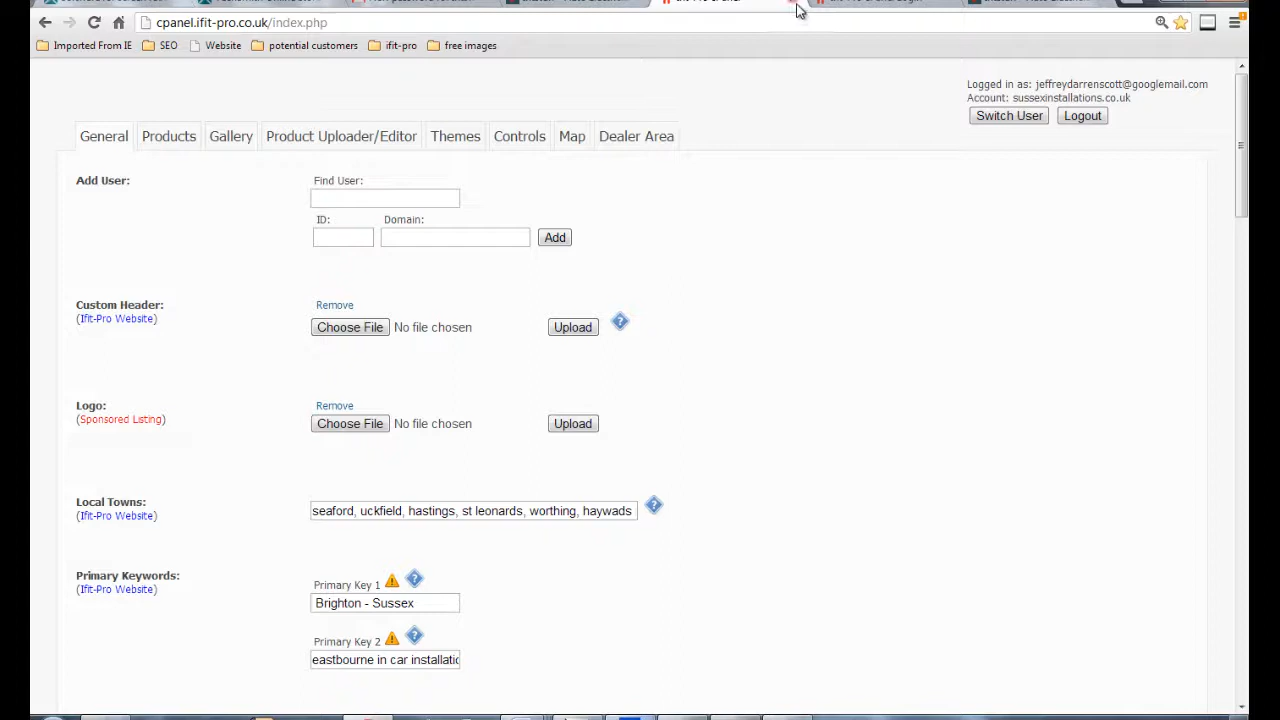 cpanel.ifit-pro.co.uk/index.php
Imported From IE SEO Website potential customers ifit-pro free images
Logged in as: jeffreydarrenscott@googlemail.com
Account: sussexinstallations.co.uk
Switch User Logout
General Products Gallery Product Uploader/Editor Themes Controls Map Dealer Area
Add User: Find User:
ID: Domain:
Add
Custom Header: Remove
(Ifit-Pro Website) Choose File No file chosen Upload ?
Logo: Remove
(Sponsored Listing) Choose File No file chosen Upload
Local Towns:
(Ifit-Pro Website) seaford, uckfield, hastings, st leonards, worthing, haywads ?
Primary Keywords:
(Ifit-Pro Website) Primary Key 1 ! ?
Brighton - Sussex
Primary Key 2 ! ?
eastbourne in car installatic